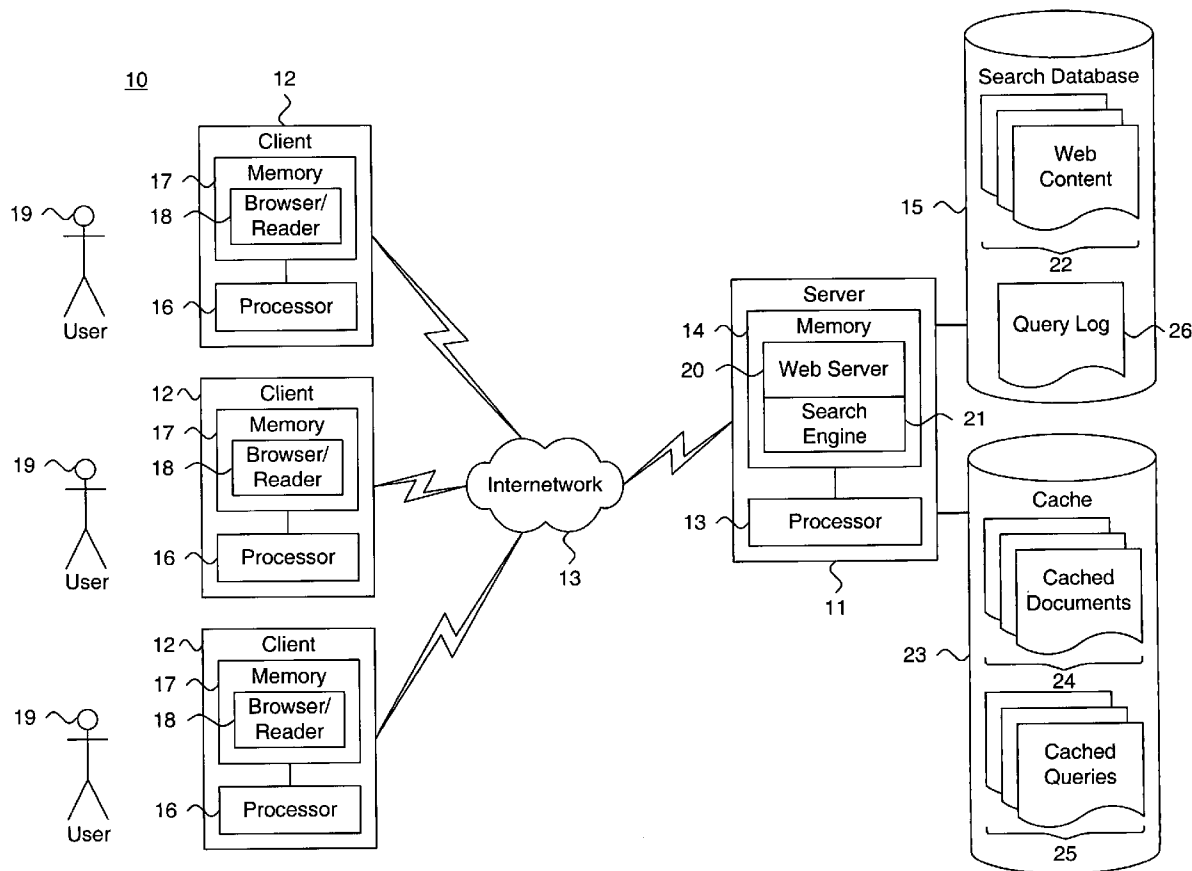 10
12
Client
Memory
17
Browser/
Reader
18
19
User
16
Processor
12
Client
17
Memory
18
Browser/
Reader
19
User
16
Processor
12
Client
17
Memory
18
Browser/
Reader
19
User
16
Processor
Internetwork
13
Server
14
Memory
20
Web Server
Search
Engine
21
13
Processor
11
Search Database
Web
Content
15
22
Query Log
26
Cache
Cached
Documents
23
24
Cached
Queries
25